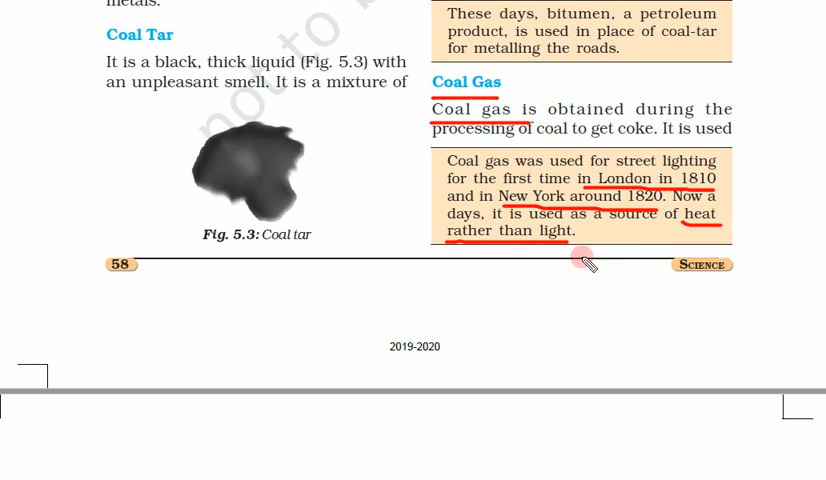 metals.
Coal Tar
It is a black, thick liquid (Fig. 5.3) with
an unpleasant smell. It is a mixture of
not to b
Fig. 5.3: Coal tar
These days, bitumen, a petroleum
product, is used in place of coal-tar
for metalling the roads.
Coal Gas
Coal gas is obtained during the
processing of coal to get coke. It is used
Coal gas was used for street lighting
for the first time in London in 1810
and in New York around 1820. Now a
days, it is used as a source of heat
rather than light.
58
SCIENCE
2019-2020